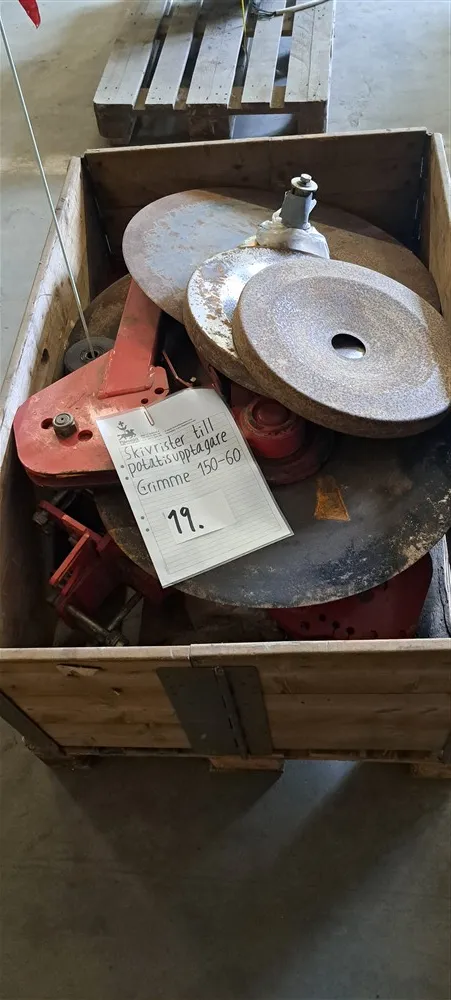 Skivrister till
potatisupptagare
Grimme 150-60
19.